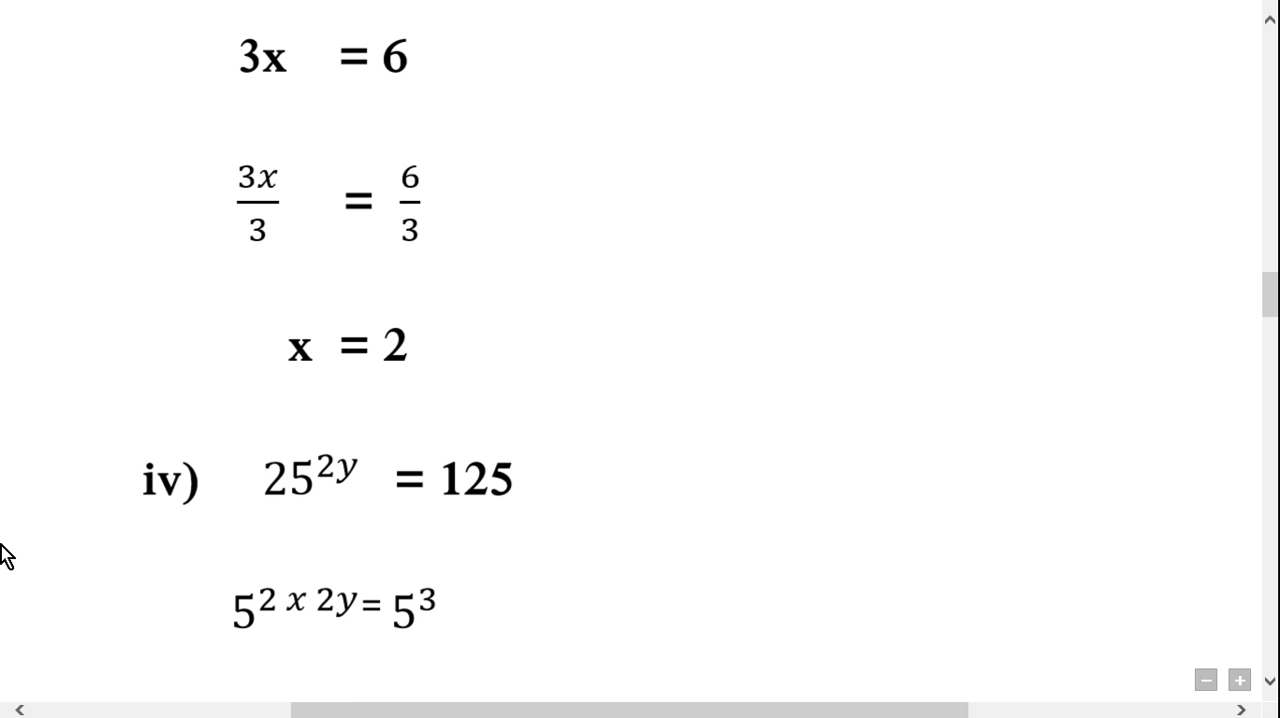 3x = 6
3x/3 = 6/3
x = 2
iv) 25^{2y} = 125
5^{2 x 2y} = 5^3